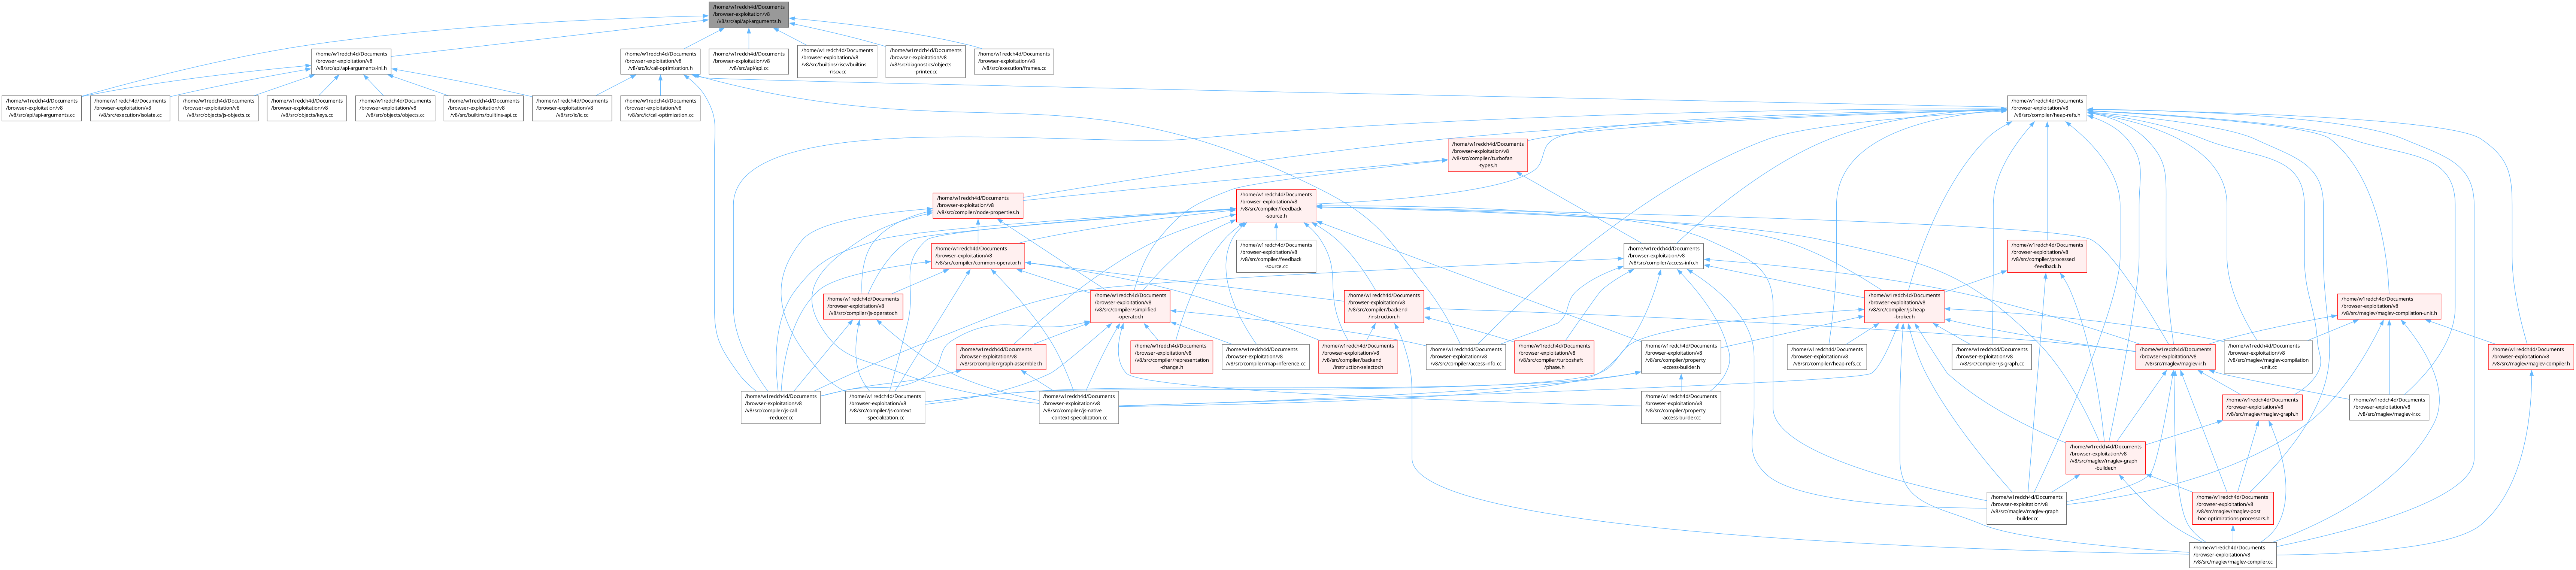 /home/w1redch4d/Documents
/browser-exploitation/v8
/v8/src/api/api-arguments.h
/home/w1redch4d/Documents
/browser-exploitation/v8
/v8/src/api/api-arguments-inl.h
/home/w1redch4d/Documents
/browser-exploitation/v8
/v8/src/ic/call-optimization.h
/home/w1redch4d/Documents
/browser-exploitation/v8
/v8/src/api/api.cc
/home/w1redch4d/Documents
/browser-exploitation/v8
/v8/src/builtins/riscv/builtins
-riscv.cc
/home/w1redch4d/Documents
/browser-exploitation/v8
/v8/src/diagnostics/objects
-printer.cc
/home/w1redch4d/Documents
/browser-exploitation/v8
/v8/src/execution/frames.cc
/home/w1redch4d/Documents
/browser-exploitation/v8
/v8/src/api/api-arguments.cc
/home/w1redch4d/Documents
/browser-exploitation/v8
/v8/src/execution/isolate.cc
/home/w1redch4d/Documents
/browser-exploitation/v8
/v8/src/objects/js-objects.cc
/home/w1redch4d/Documents
/browser-exploitation/v8
/v8/src/objects/keys.cc
/home/w1redch4d/Documents
/browser-exploitation/v8
/v8/src/objects/objects.cc
/home/w1redch4d/Documents
/browser-exploitation/v8
/v8/src/builtins/builtins-api.cc
/home/w1redch4d/Documents
/browser-exploitation/v8
/v8/src/ic/ic.cc
/home/w1redch4d/Documents
/browser-exploitation/v8
/v8/src/ic/call-optimization.cc
/home/w1redch4d/Documents
/browser-exploitation/v8
/v8/src/compiler/heap-refs.h
/home/w1redch4d/Documents
/browser-exploitation/v8
/v8/src/compiler/turbofan
-types.h
/home/w1redch4d/Documents
/browser-exploitation/v8
/v8/src/compiler/node-properties.h
/home/w1redch4d/Documents
/browser-exploitation/v8
/v8/src/compiler/feedback
-source.h
/home/w1redch4d/Documents
/browser-exploitation/v8
/v8/src/compiler/common-operator.h
/home/w1redch4d/Documents
/browser-exploitation/v8
/v8/src/compiler/feedback
-source.cc
/home/w1redch4d/Documents
/browser-exploitation/v8
/v8/src/compiler/access-info.h
/home/w1redch4d/Documents
/browser-exploitation/v8
/v8/src/compiler/processed
-feedback.h
/home/w1redch4d/Documents
/browser-exploitation/v8
/v8/src/compiler/js-operator.h
/home/w1redch4d/Documents
/browser-exploitation/v8
/v8/src/compiler/simplified
-operator.h
/home/w1redch4d/Documents
/browser-exploitation/v8
/v8/src/compiler/backend
/instruction.h
/home/w1redch4d/Documents
/browser-exploitation/v8
/v8/src/compiler/js-heap
-broker.h
/home/w1redch4d/Documents
/browser-exploitation/v8
/v8/src/maglev/maglev-compilation-unit.h
/home/w1redch4d/Documents
/browser-exploitation/v8
/v8/src/compiler/graph-assembler.h
/home/w1redch4d/Documents
/browser-exploitation/v8
/v8/src/compiler/representation
-change.h
/home/w1redch4d/Documents
/browser-exploitation/v8
/v8/src/compiler/map-inference.cc
/home/w1redch4d/Documents
/browser-exploitation/v8
/v8/src/compiler/backend
/instruction-selector.h
/home/w1redch4d/Documents
/browser-exploitation/v8
/v8/src/compiler/access-info.cc
/home/w1redch4d/Documents
/browser-exploitation/v8
/v8/src/compiler/turboshaft
/phase.h
/home/w1redch4d/Documents
/browser-exploitation/v8
/v8/src/compiler/property
-access-builder.h
/home/w1redch4d/Documents
/browser-exploitation/v8
/v8/src/compiler/heap-refs.cc
/home/w1redch4d/Documents
/browser-exploitation/v8
/v8/src/compiler/js-graph.cc
/home/w1redch4d/Documents
/browser-exploitation/v8
/v8/src/maglev/maglev-ir.h
/home/w1redch4d/Documents
/browser-exploitation/v8
/v8/src/maglev/maglev-compilation
-unit.cc
/home/w1redch4d/Documents
/browser-exploitation/v8
/v8/src/maglev/maglev-compiler.h
/home/w1redch4d/Documents
/browser-exploitation/v8
/v8/src/compiler/js-call
-reducer.cc
/home/w1redch4d/Documents
/browser-exploitation/v8
/v8/src/compiler/js-context
-specialization.cc
/home/w1redch4d/Documents
/browser-exploitation/v8
/v8/src/compiler/js-native
-context-specialization.cc
/home/w1redch4d/Documents
/browser-exploitation/v8
/v8/src/compiler/property
-access-builder.cc
/home/w1redch4d/Documents
/browser-exploitation/v8
/v8/src/maglev/maglev-graph.h
/home/w1redch4d/Documents
/browser-exploitation/v8
/v8/src/maglev/maglev-ir.cc
/home/w1redch4d/Documents
/browser-exploitation/v8
/v8/src/maglev/maglev-graph
-builder.h
/home/w1redch4d/Documents
/browser-exploitation/v8
/v8/src/maglev/maglev-graph
-builder.cc
/home/w1redch4d/Documents
/browser-exploitation/v8
/v8/src/maglev/maglev-post
-hoc-optimizations-processors.h
/home/w1redch4d/Documents
/browser-exploitation/v8
/v8/src/maglev/maglev-compiler.cc